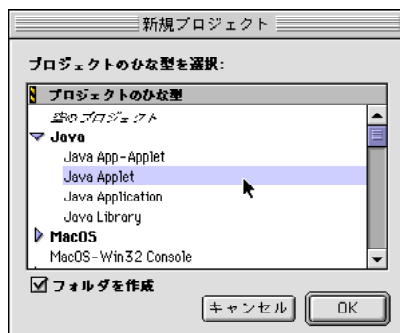 新規プロジェクト
プロジェクトのひな型を選択:
プロジェクトのひな型
空のプロジェクト
Java
Java App-Applet
Java Applet
Java Application
Java Library
MacOS
MacOS-Win32 Console
フォルダを作成
キャンセル
OK